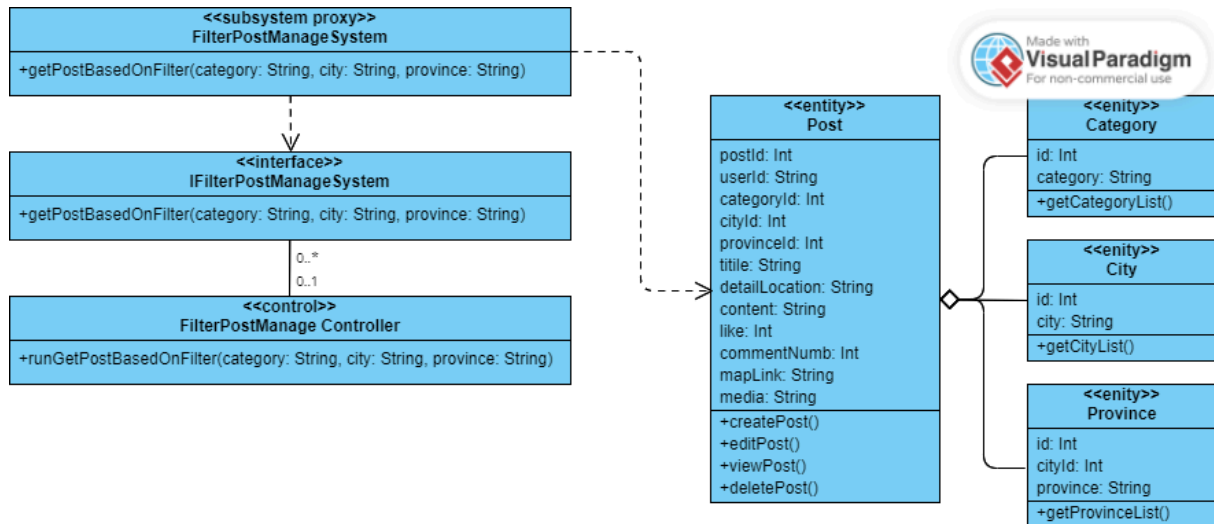 <<subsystem proxy>>
FilterPostManageSystem
+getPostBasedOnFilter(category: String, city: String, province: String)
<<interface>>
IFilterPostManageSystem
+getPostBasedOnFilter(category: String, city: String, province: String)
0..*
0..1
<<control>>
FilterPostManage Controller
+runGetPostBasedOnFilter(category: String, city: String, province: String)
<<entity>>
Post
postId: Int
userId: String
categoryId: Int
cityId: Int
provinceId: Int
titile: String
detailLocation: String
content: String
like: Int
commentNumb: Int
mapLink: String
media: String
+createPost()
+editPost()
+viewPost()
+deletePost()
Made with
VisualParadigm
For non-commercial use
<<enity>>
Category
id: Int
category: String
+getCategoryList()
<<enity>>
City
id: Int
city: String
+getCityList()
<<enity>>
Province
id: Int
cityId: Int
province: String
+getProvinceList()